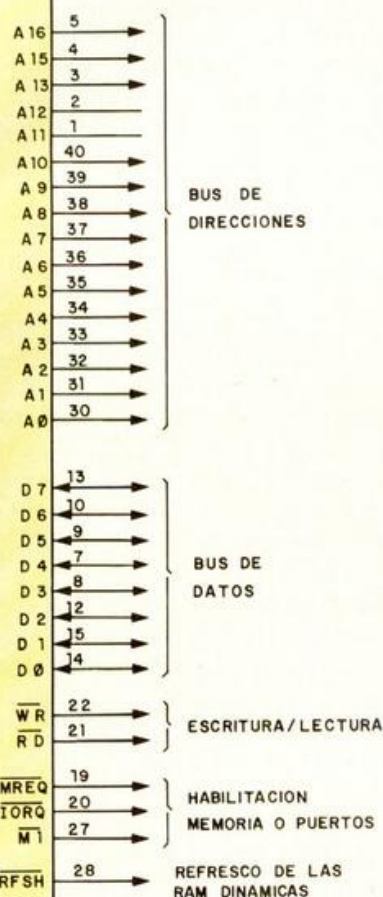 A16 5
A15 4
A13 3
A12 2
A11 1
A10 40
A9 39
A8 38
A7 37
A6 36
A5 35
A4 34
A3 33
A2 32
A1 31
AØ 30
BUS DE
DIRECCIONES
D7 13
D6 10
D5 9
D4 7
D3 8
D2 12
D1 15
DØ 14
BUS DE
DATOS
WR 22
RD 21
ESCRITURA/LECTURA
MREQ 19
IORQ 20
M1 27
HABILITACION
MEMORIA O PUERTOS
RFSH 28
REFRESCO DE LAS
RAM DINAMICAS